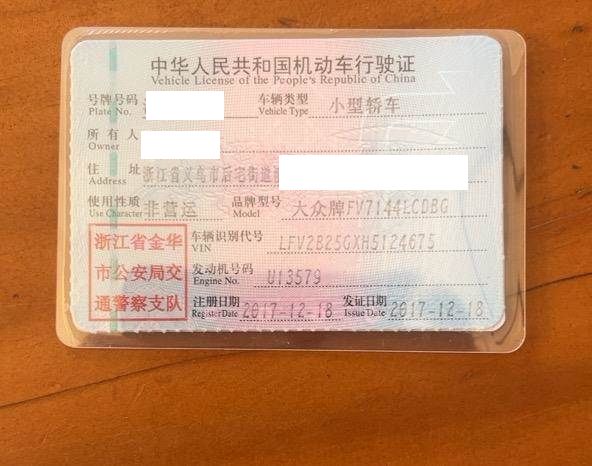 中华人民共和国机动车行驶证
Vehicle License of the People's Republic of China
号牌号码 车辆类型 小型轿车
Plate No. Vehicle Type
所有人
Owner
住址 浙江省义乌市后宅街道
Address
使用性质 非营运 品牌型号 大众牌FV7144LCDBG
Use Character Model
浙江省金华 车辆识别代号 LFV2B25GXH5124675
VIN
市公安局交 发动机号码 U13579
Engine No.
通警察支队 注册日期 2017-12-18 发证日期 2017-12-18
Register Date Issue Date